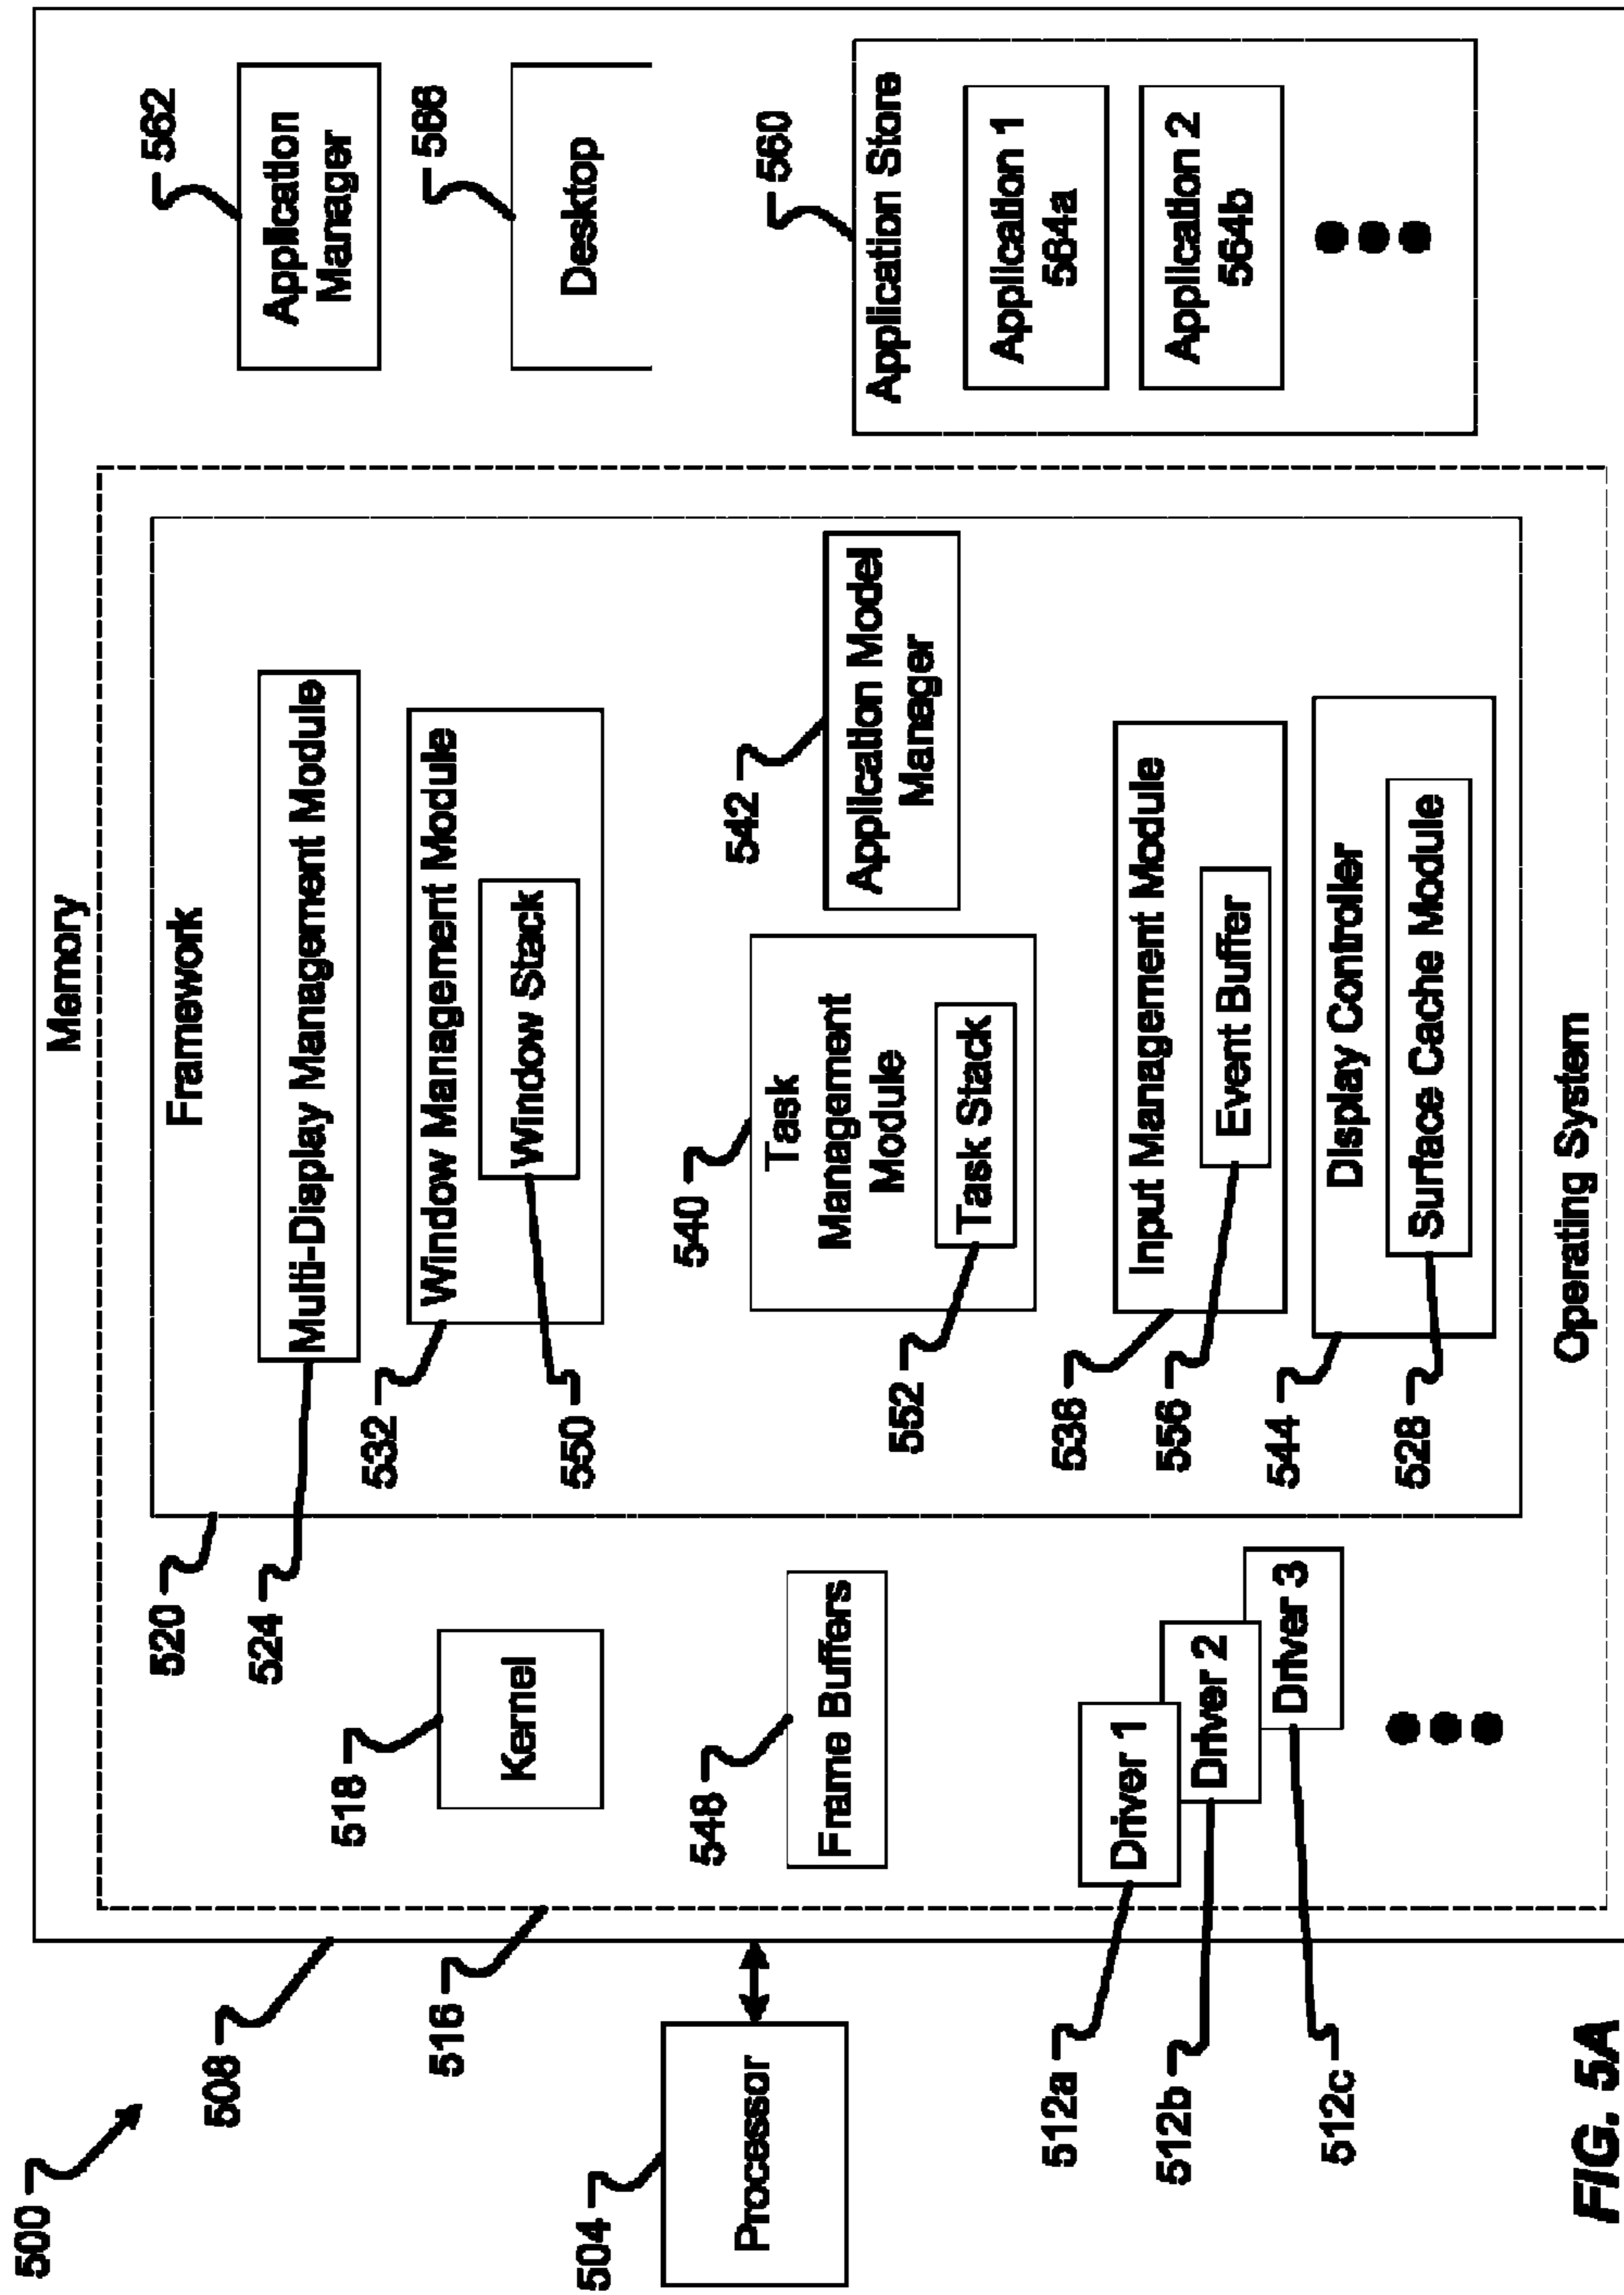 500
508
516
520
524
518
532
550
504
548
540
552
542
512a
512b
512c
536
556
544
528
562
566
560
Memory
Processor
Kernel
Frame Buffers
Driver 1
Driver 2
Driver 3
Framework
Multi-Display Management Module
Window Management Module
Window Stack
Task
Management
Module
Task Stack
Application Model
Manager
Input Management Module
Event Buffer
Display Controller
Surface Cache Module
Operating System
Application
Manager
Desktop
Application Store
Application 1
564a
Application 2
564b
FIG. 5A